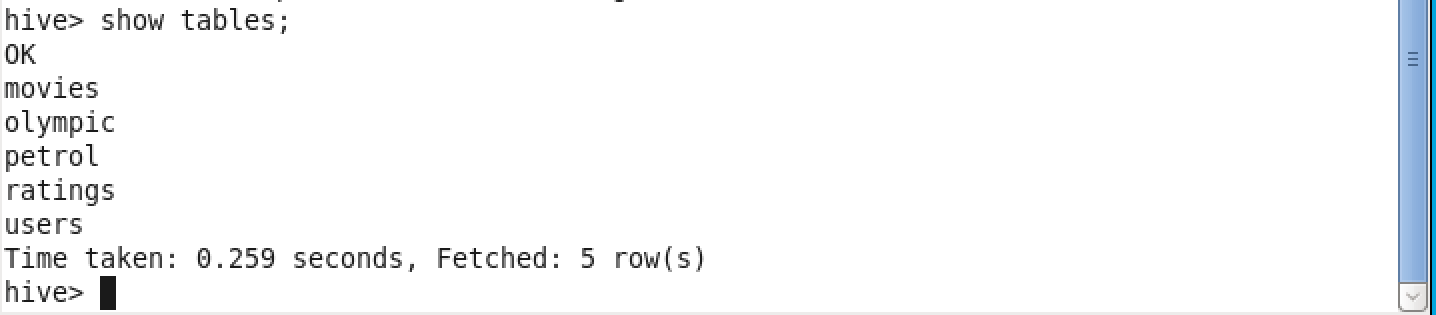 hive> show tables;
OK
movies
olympic
petrol
ratings
users
Time taken: 0.259 seconds, Fetched: 5 row(s)
hive>